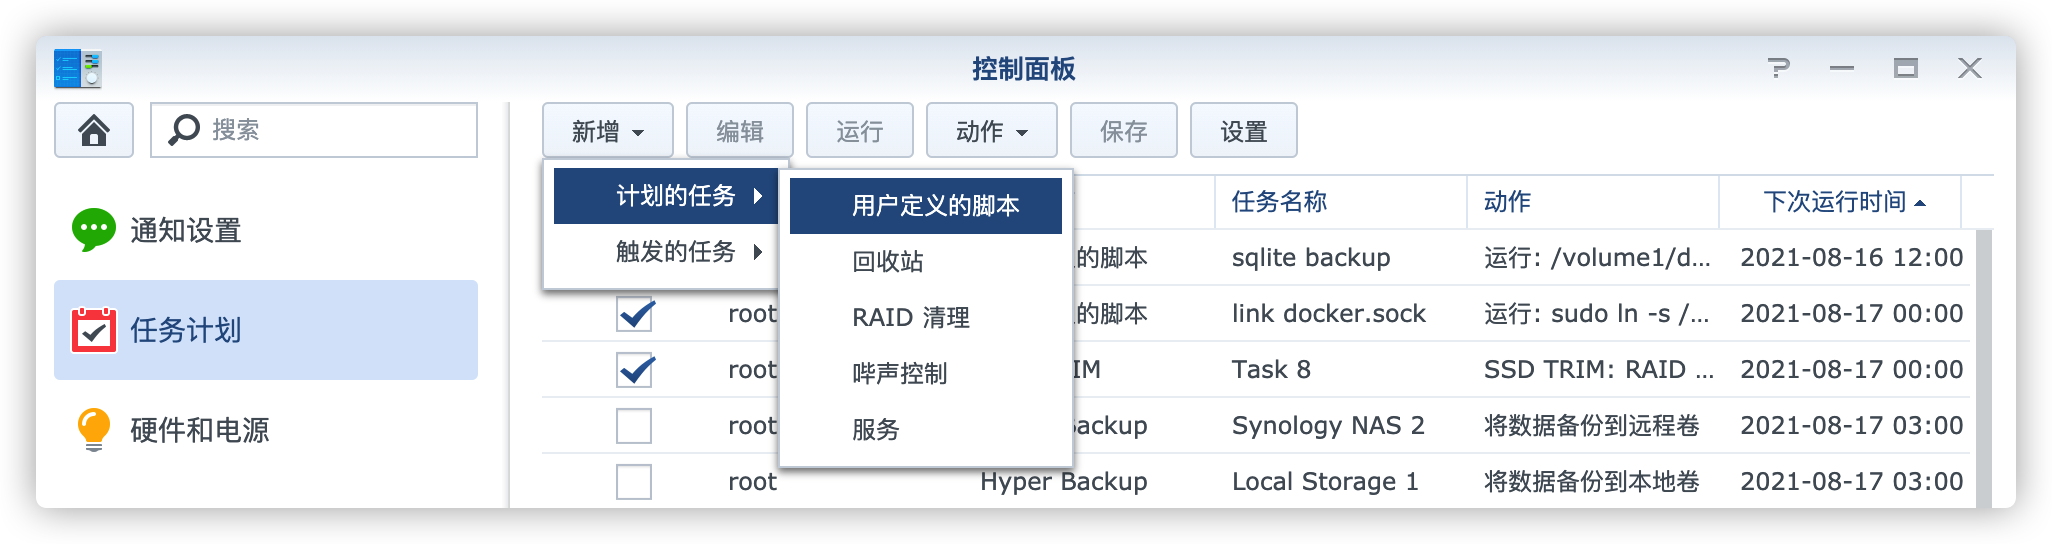 控制面板
搜索
新增 编辑 运行 动作 保存 设置
通知设置
任务计划
硬件和电源
计划的任务
触发的任务
用户定义的脚本
回收站
RAID 清理
哔声控制
服务
任务名称 动作 下次运行时间
的脚本 sqlite backup 运行: /volume1/d... 2021-08-16 12:00
root 的脚本 link docker.sock 运行: sudo ln -s /... 2021-08-17 00:00
root IM Task 8 SSD TRIM: RAID ... 2021-08-17 00:00
root Backup Synology NAS 2 将数据备份到远程卷 2021-08-17 03:00
root Hyper Backup Local Storage 1 将数据备份到本地卷 2021-08-17 03:00